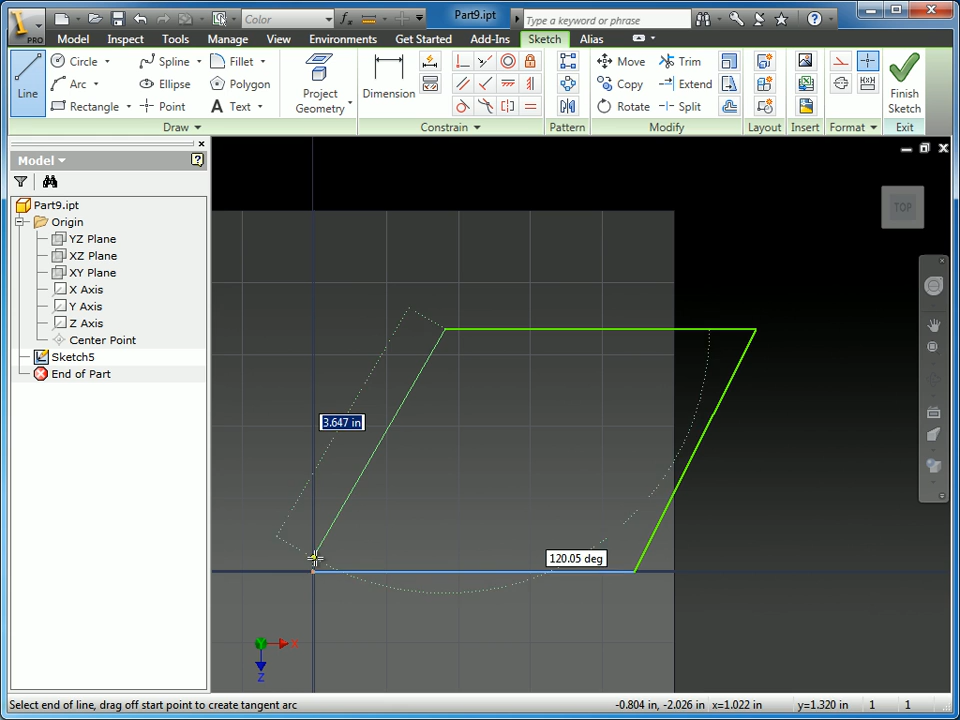 Color
Part9.ipt
Type a keyword or phrase
PRO
Model Inspect Tools Manage View Environments Get Started Add-Ins Sketch Alias
Line
Circle
Arc
Rectangle
Spline
Ellipse
Point
Fillet
Polygon
Text
Project
Geometry
Dimension
Move
Copy
Rotate
Trim
Extend
Split
Finish
Sketch
Draw Constrain Pattern Modify Layout Insert Format Exit
Model
Part9.ipt
Origin
YZ Plane
XZ Plane
XY Plane
X Axis
Y Axis
Z Axis
Center Point
Sketch5
End of Part
TOP
3.647 in
120.05 deg
X
Z
Select end of line, drag off start point to create tangent arc
-0.804 in, -2.026 in x=1.022 in y=1.320 in 1 1